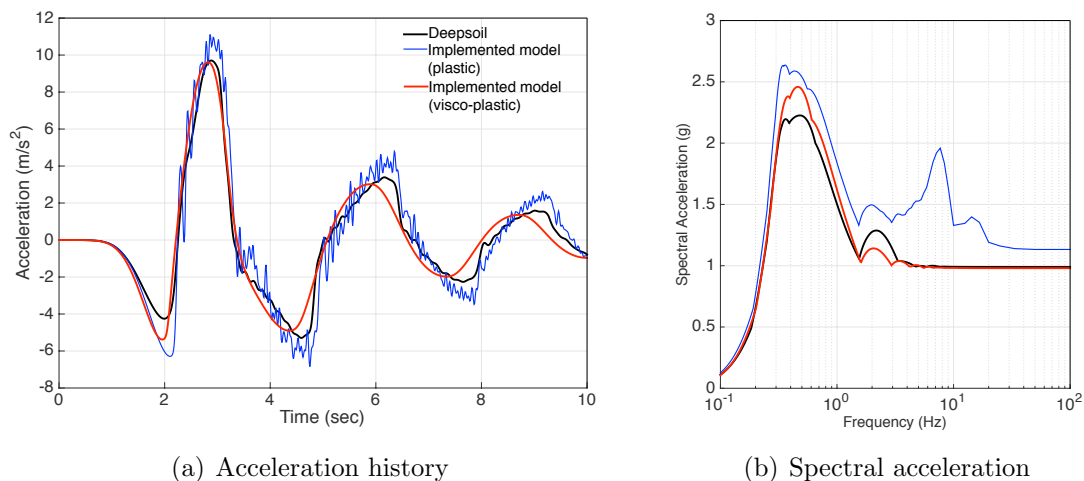 12
10
8
6
4
2
0
-2
-4
-6
-8
0
2
4
6
8
10
Acceleration (m/s²)
Time (sec)
Deepsoil
Implemented model
(plastic)
Implemented model
(visco-plastic)
(a) Acceleration history
3
2.5
2
1.5
1
0.5
0
10⁻¹
10⁰
10¹
10²
Spectral Acceleration (g)
Frequency (Hz)
(b) Spectral acceleration